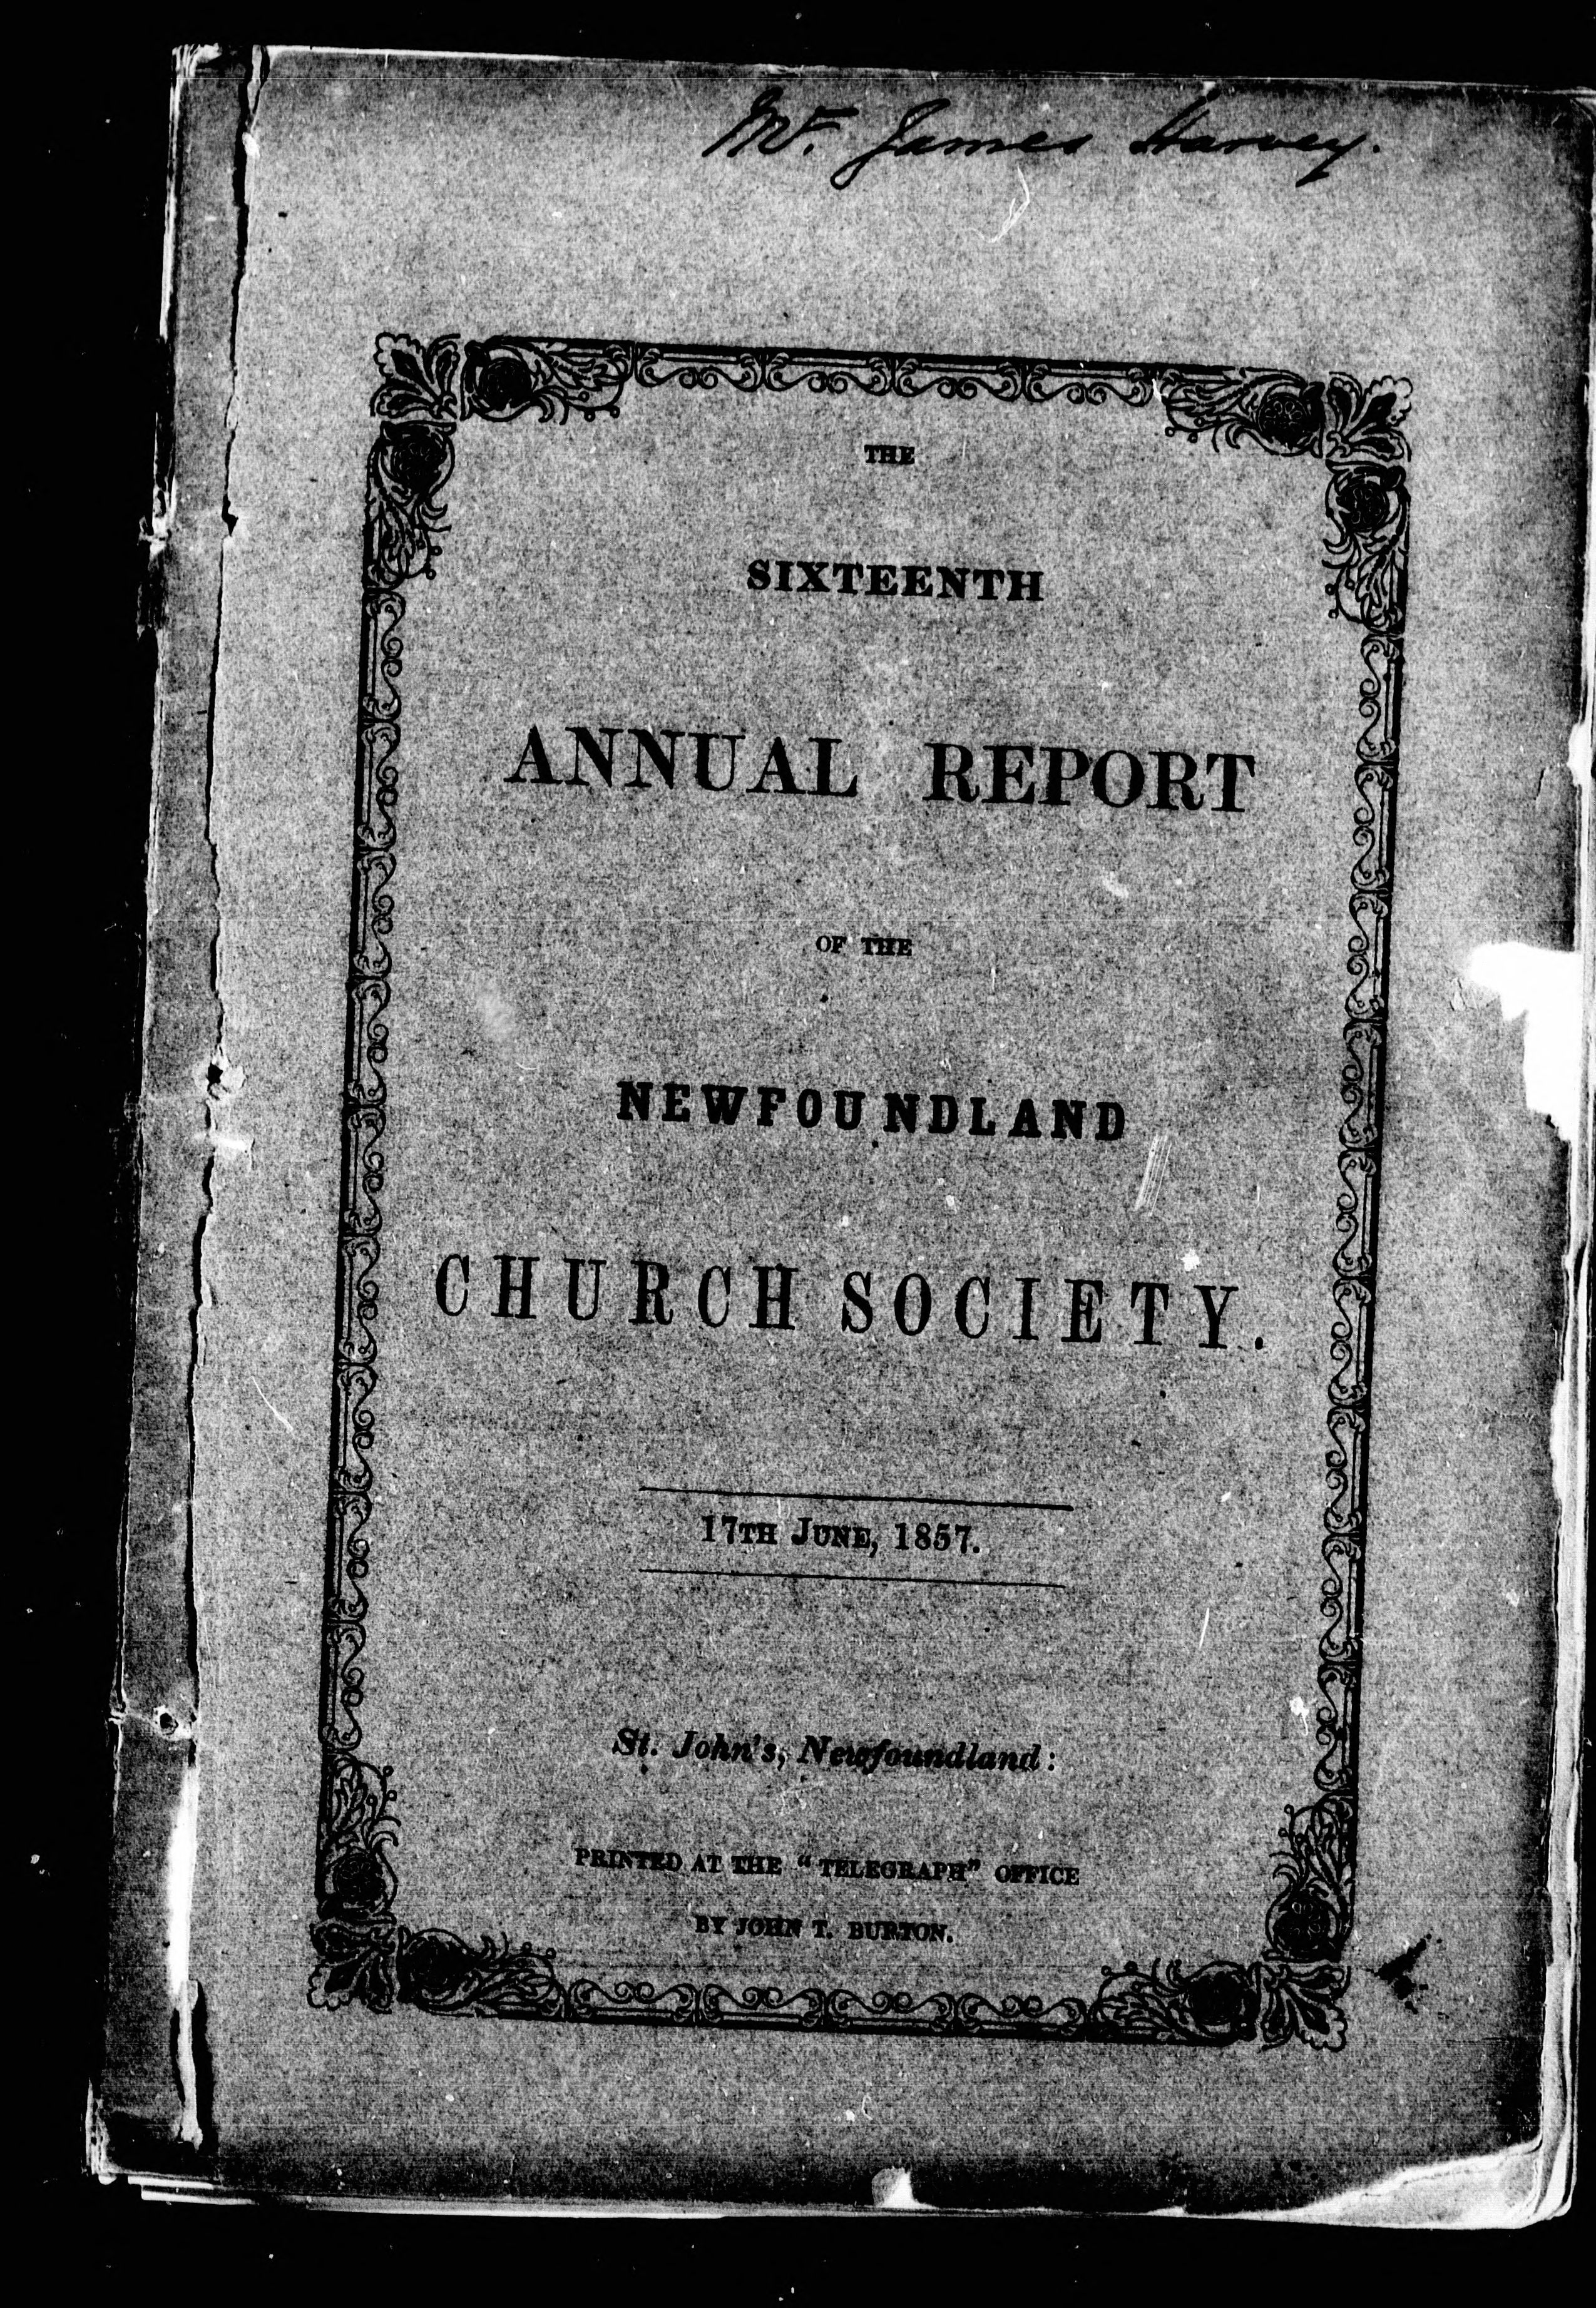 Mr. James Harvey.
THE
SIXTEENTH
ANNUAL REPORT
OF THE
NEWFOUNDLAND
CHURCH SOCIETY.
17TH JUNE, 1857.
St. John's, Newfoundland:
PRINTED AT THE "TELEGRAPH" OFFICE
BY JOHN T. BURTON.